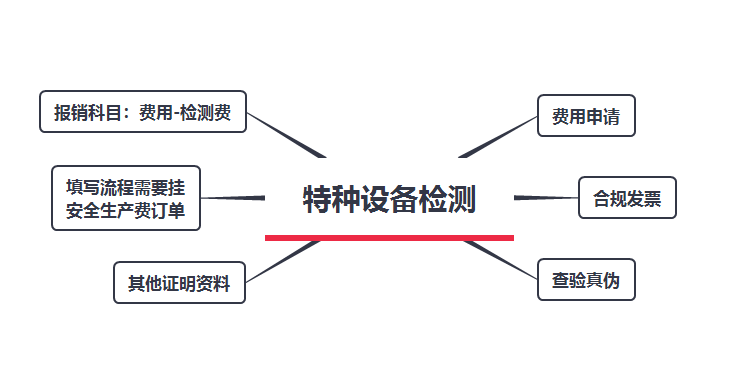 报销科目：费用-检测费
填写流程需要挂
安全生产费订单
其他证明资料
特种设备检测
费用申请
合规发票
查验真伪